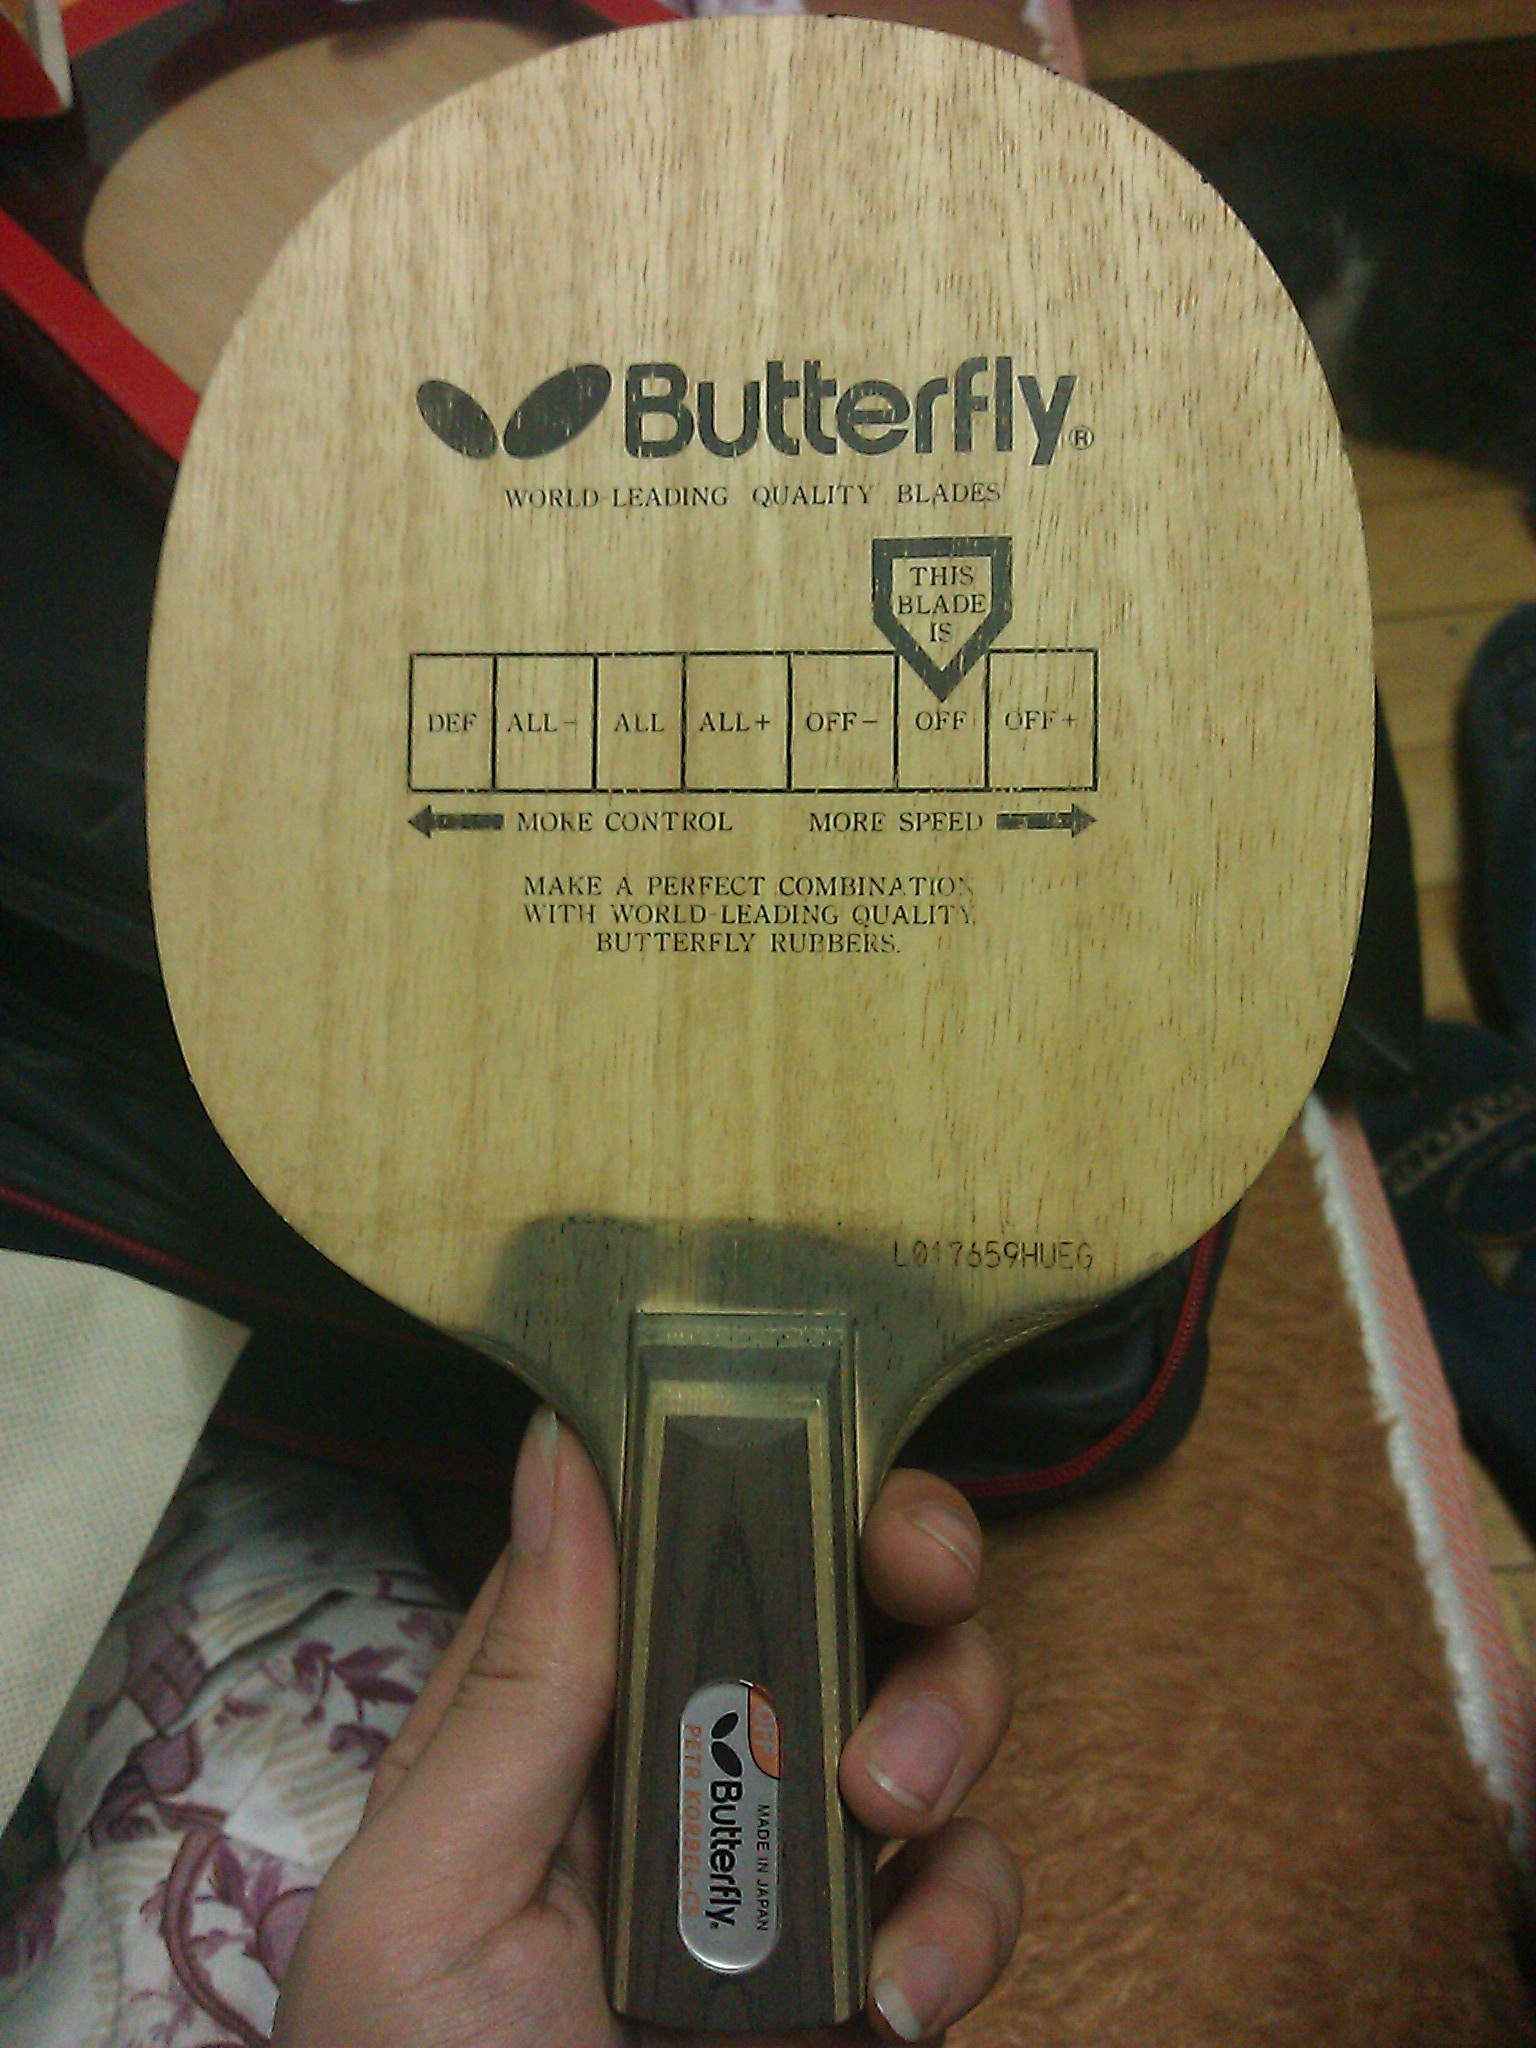 Butterfly®
WORLD-LEADING QUALITY BLADES
THIS
BLADE
IS
DEF ALL- ALL ALL+ OFF- OFF OFF+
MORE CONTROL MORE SPEED
MAKE A PERFECT COMBINATION
WITH WORLD-LEADING QUALITY
BUTTERFLY RUBBERS.
L017659HUEG
OFF
MADE IN JAPAN
Butterfly®
PETR KORBEL-CS